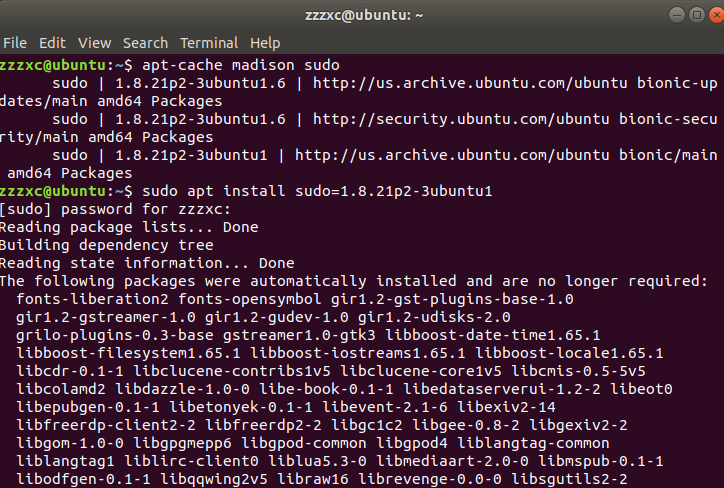 zzzxc@ubuntu: ~
File Edit View Search Terminal Help
zzzxc@ubuntu:~$ apt-cache madison sudo
      sudo | 1.8.21p2-3ubuntu1.6 | http://us.archive.ubuntu.com/ubuntu bionic-up
dates/main amd64 Packages
      sudo | 1.8.21p2-3ubuntu1.6 | http://security.ubuntu.com/ubuntu bionic-secu
rity/main amd64 Packages
      sudo | 1.8.21p2-3ubuntu1 | http://us.archive.ubuntu.com/ubuntu bionic/main
 amd64 Packages
zzzxc@ubuntu:~$ sudo apt install sudo=1.8.21p2-3ubuntu1
[sudo] password for zzzxc:
Reading package lists... Done
Building dependency tree
Reading state information... Done
The following packages were automatically installed and are no longer required:
  fonts-liberation2 fonts-opensymbol gir1.2-gst-plugins-base-1.0
  gir1.2-gstreamer-1.0 gir1.2-gudev-1.0 gir1.2-udisks-2.0
  grilo-plugins-0.3-base gstreamer1.0-gtk3 libboost-date-time1.65.1
  libboost-filesystem1.65.1 libboost-iostreams1.65.1 libboost-locale1.65.1
  libcdr-0.1-1 libclucene-contribs1v5 libclucene-core1v5 libcmis-0.5-5v5
  libcolamd2 libdazzle-1.0-0 libe-book-0.1-1 libedataserverui-1.2-2 libeot0
  libepubgen-0.1-1 libetonyek-0.1-1 libevent-2.1-6 libexiv2-14
  libfreerdp-client2-2 libfreerdp2-2 libgc1c2 libgee-0.8-2 libgexiv2-2
  libgom-1.0-0 libgpgmepp6 libgpod-common libgpod4 liblangtag-common
  liblangtag1 liblirc-client0 liblua5.3-0 libmediaart-2.0-0 libmspub-0.1-1
  libodfgen-0.1-1 libqqwing2v5 libraw16 librevenge-0.0-0 libsgutils2-2